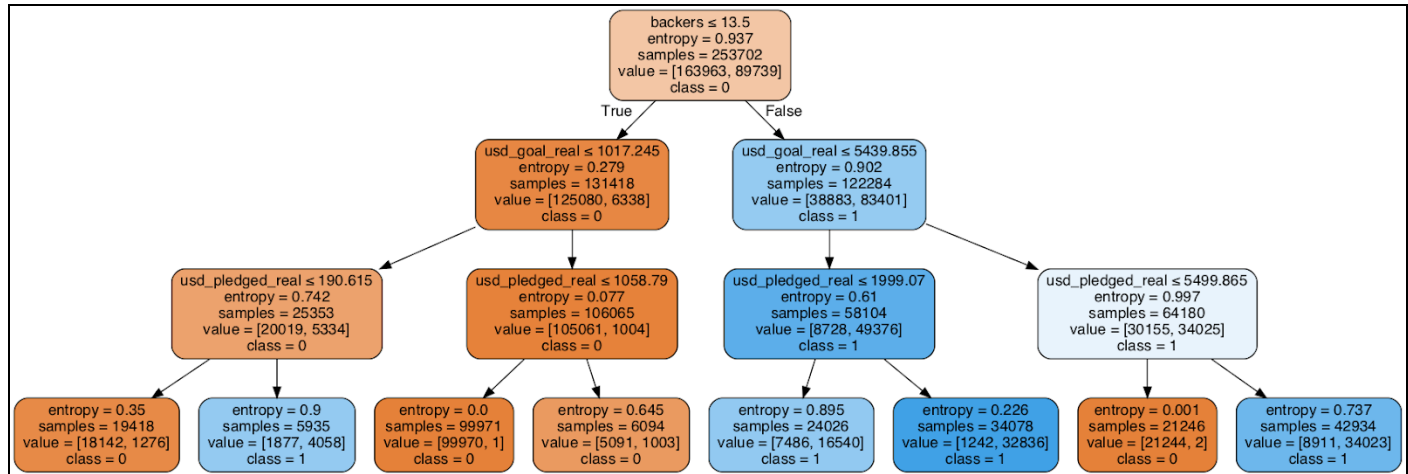 backers ≤ 13.5
entropy = 0.937
samples = 253702
value = [163963, 89739]
class = 0
True
False
usd_goal_real ≤ 1017.245
entropy = 0.279
samples = 131418
value = [125080, 6338]
class = 0
usd_goal_real ≤ 5439.855
entropy = 0.902
samples = 122284
value = [38883, 83401]
class = 1
usd_pledged_real ≤ 190.615
entropy = 0.742
samples = 25353
value = [20019, 5334]
class = 0
usd_pledged_real ≤ 1058.79
entropy = 0.077
samples = 106065
value = [105061, 1004]
class = 0
usd_pledged_real ≤ 1999.07
entropy = 0.61
samples = 58104
value = [8728, 49376]
class = 1
usd_pledged_real ≤ 5499.865
entropy = 0.997
samples = 64180
value = [30155, 34025]
class = 1
entropy = 0.35
samples = 19418
value = [18142, 1276]
class = 0
entropy = 0.9
samples = 5935
value = [1877, 4058]
class = 1
entropy = 0.0
samples = 99971
value = [99970, 1]
class = 0
entropy = 0.645
samples = 6094
value = [5091, 1003]
class = 0
entropy = 0.895
samples = 24026
value = [7486, 16540]
class = 1
entropy = 0.226
samples = 34078
value = [1242, 32836]
class = 1
entropy = 0.001
samples = 21246
value = [21244, 2]
class = 0
entropy = 0.737
samples = 42934
value = [8911, 34023]
class = 1